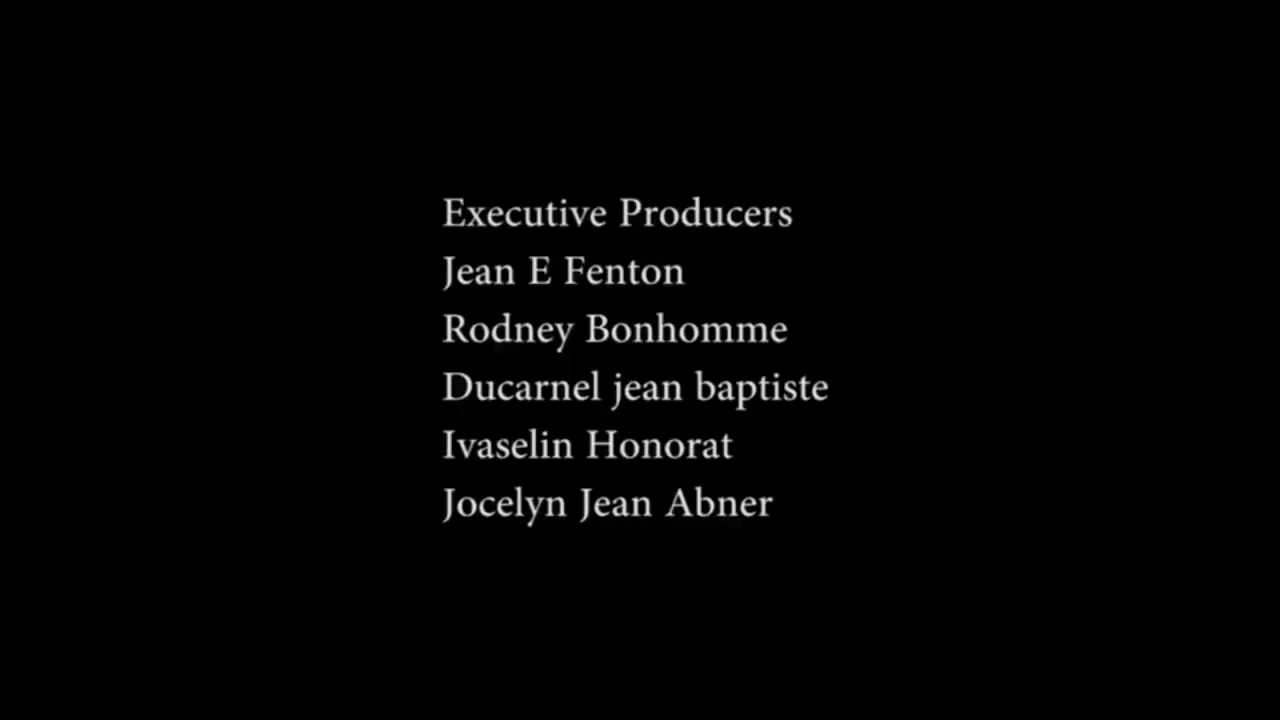 Executive Producers
Jean E Fenton
Rodney Bonhomme
Ducarnel jean baptiste
Ivaselin Honorat
Jocelyn Jean Abner